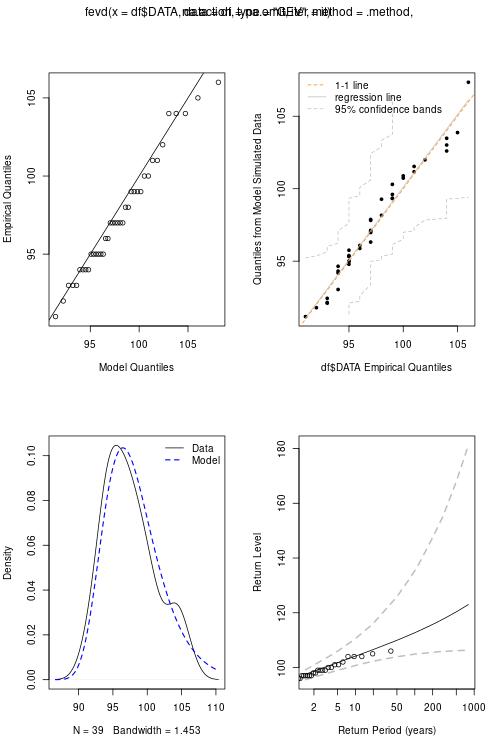 fevd(x = df$DATA,
95
100
105
Empirical Quantiles
95
100
105
Model Quantiles
1-1 line
regression line
95% confidence bands
95
100
105
Quantiles from Model Simulated Data
95
100
105
df$DATA Empirical Quantiles
Data
Model
0.00
0.02
0.04
0.06
0.08
0.10
Density
90
95
100
105
110
N = 39 Bandwidth = 1.453
100
120
140
160
180
Return Level
2
5
10
20
50
200
1000
Return Period (years)